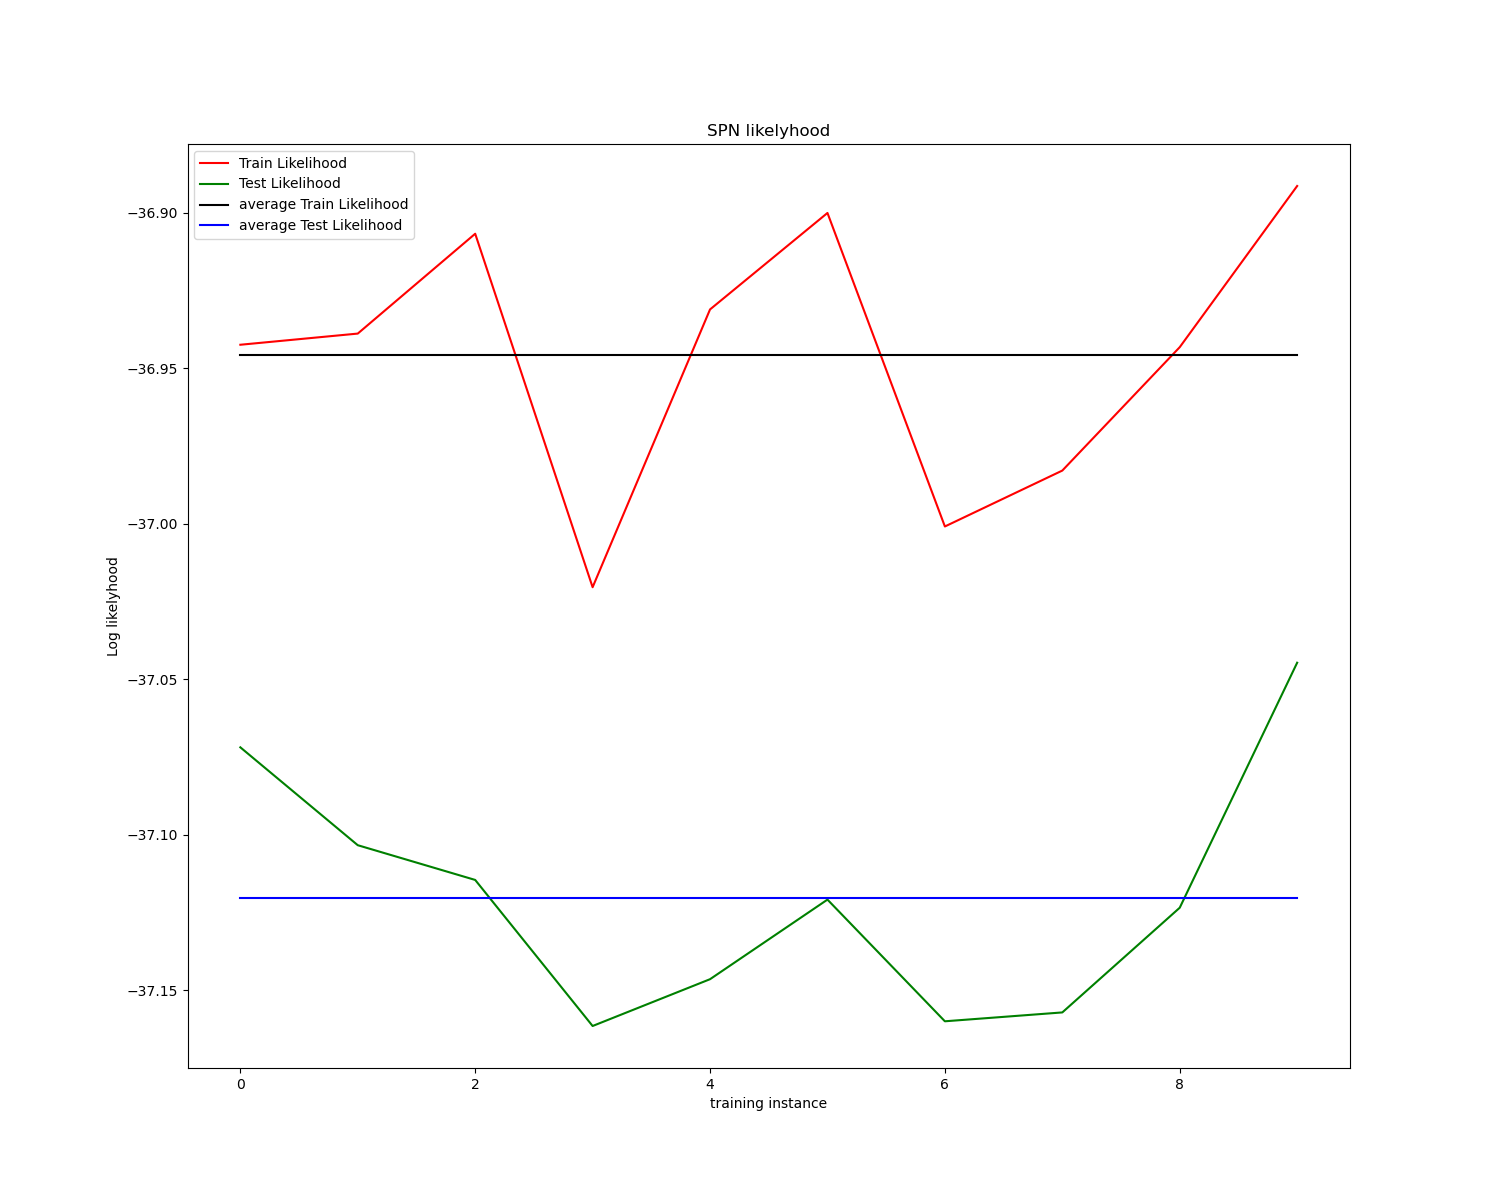 SPN likelyhood
Train Likelihood
Test Likelihood
average Train Likelihood
average Test Likelihood
−36.90
−36.95
−37.00
−37.05
−37.10
−37.15
Log likelyhood
0 2 4 6 8
training instance